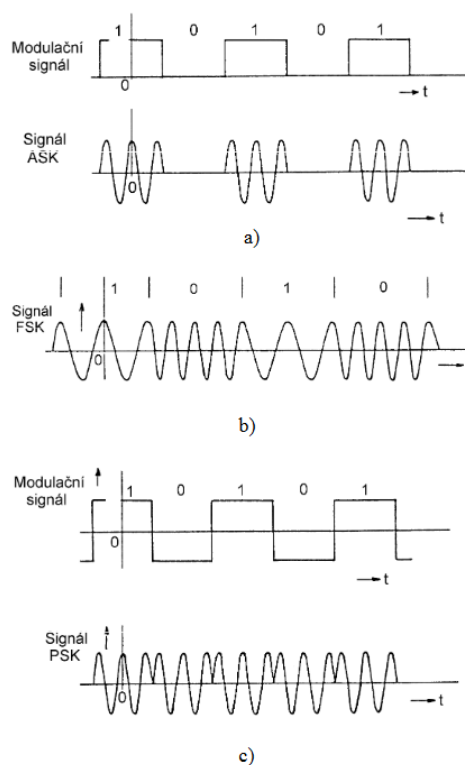 1 0 1 0 1
Modulační
signál
0
t
Signál
ASK
0
t
a)
1 0 1 0
Signál
FSK
0
b)
Modulační
signál
1 0 1 0 1
0
t
Signál
PSK
0
t
c)